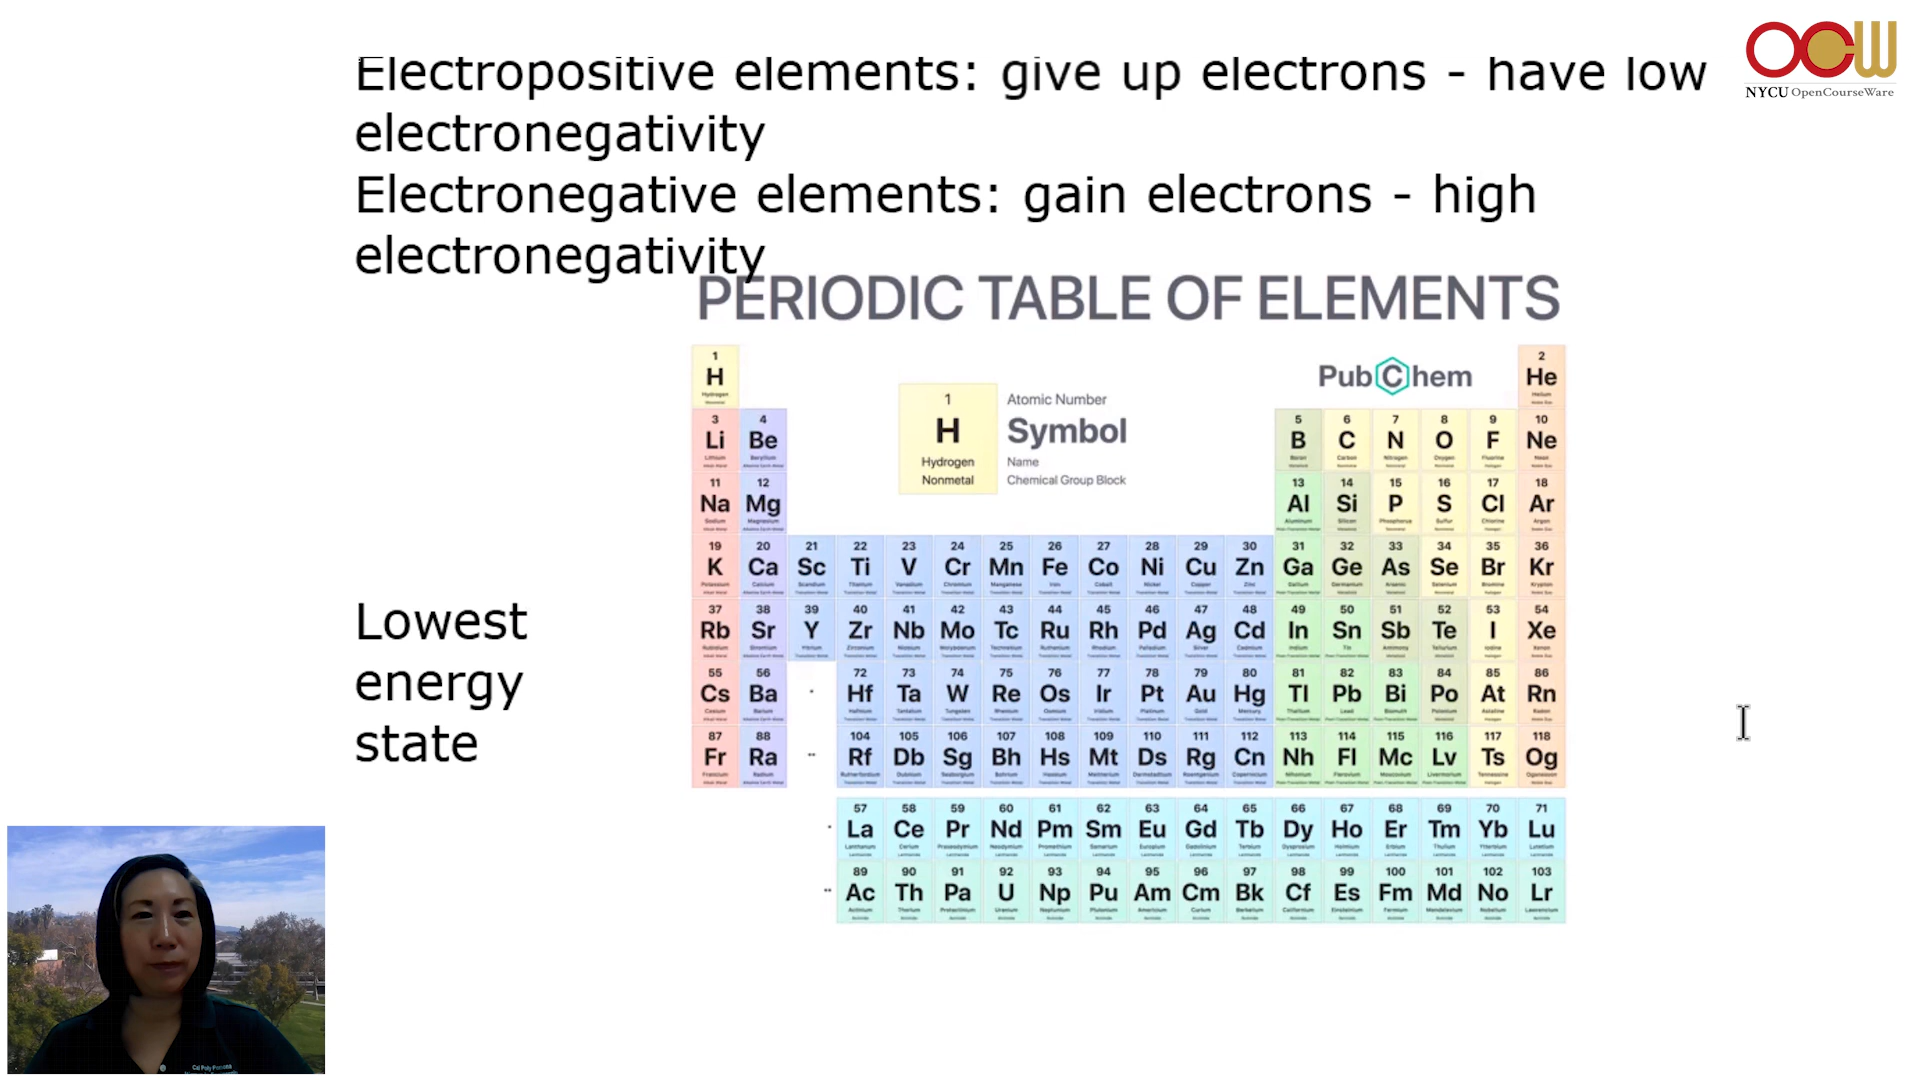 Electropositive elements: give up electrons - have low
electronegativity
Electronegative elements: gain electrons - high
electronegativity
OCW
NYCU OpenCourseWare
PERIODIC TABLE OF ELEMENTS
PubChem
1 Atomic Number
H Symbol
Hydrogen Name
Nonmetal Chemical Group Block
1 2
H He
Hydrogen Helium
3 4 5 6 7 8 9 10
Li Be B C N O F Ne
11 12 13 14 15 16 17 18
Na Mg Al Si P S Cl Ar
19 20 21 22 23 24 25 26 27 28 29 30 31 32 33 34 35 36
K Ca Sc Ti V Cr Mn Fe Co Ni Cu Zn Ga Ge As Se Br Kr
37 38 39 40 41 42 43 44 45 46 47 48 49 50 51 52 53 54
Rb Sr Y Zr Nb Mo Tc Ru Rh Pd Ag Cd In Sn Sb Te I Xe
55 56 * 72 73 74 75 76 77 78 79 80 81 82 83 84 85 86
Cs Ba Hf Ta W Re Os Ir Pt Au Hg Tl Pb Bi Po At Rn
87 88 ** 104 105 106 107 108 109 110 111 112 113 114 115 116 117 118
Fr Ra Rf Db Sg Bh Hs Mt Ds Rg Cn Nh Fl Mc Lv Ts Og
* 57 58 59 60 61 62 63 64 65 66 67 68 69 70 71
La Ce Pr Nd Pm Sm Eu Gd Tb Dy Ho Er Tm Yb Lu
** 89 90 91 92 93 94 95 96 97 98 99 100 101 102 103
Ac Th Pa U Np Pu Am Cm Bk Cf Es Fm Md No Lr
Lowest
energy
state
Cal Poly Pomona